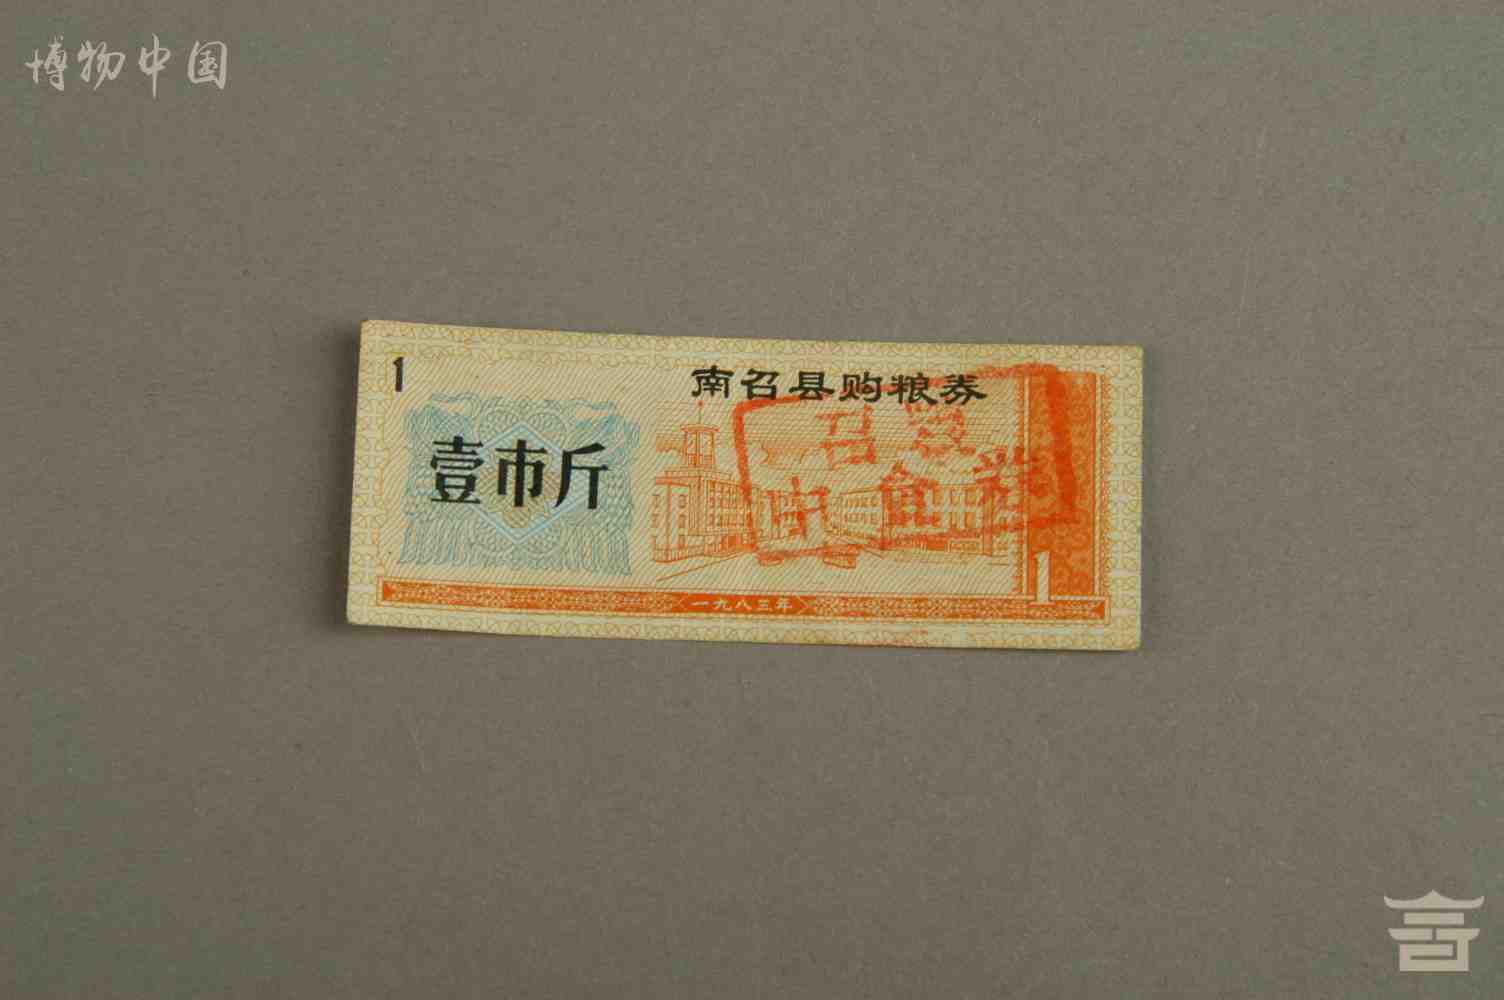 博物中国
1
南召县购粮券
壹市斤
1
一九八三年